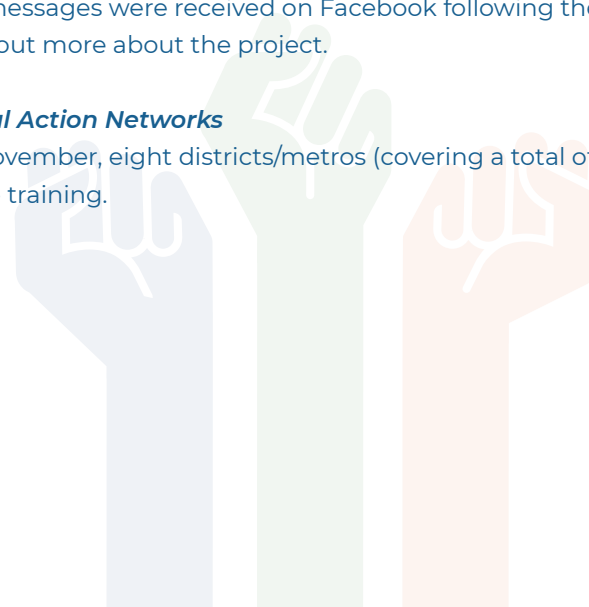 messages were received on Facebook following the
out more about the project.
al Action Networks
ovember, eight districts/metros (covering a total of
training.